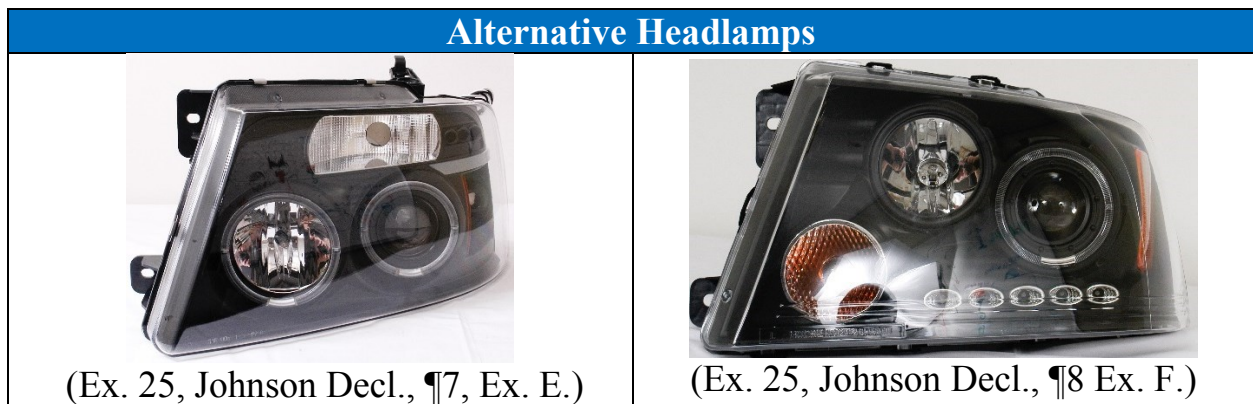 Alternative Headlamps
(Ex. 25, Johnson Decl., ¶7, Ex. E.)
(Ex. 25, Johnson Decl., ¶8 Ex. F.)